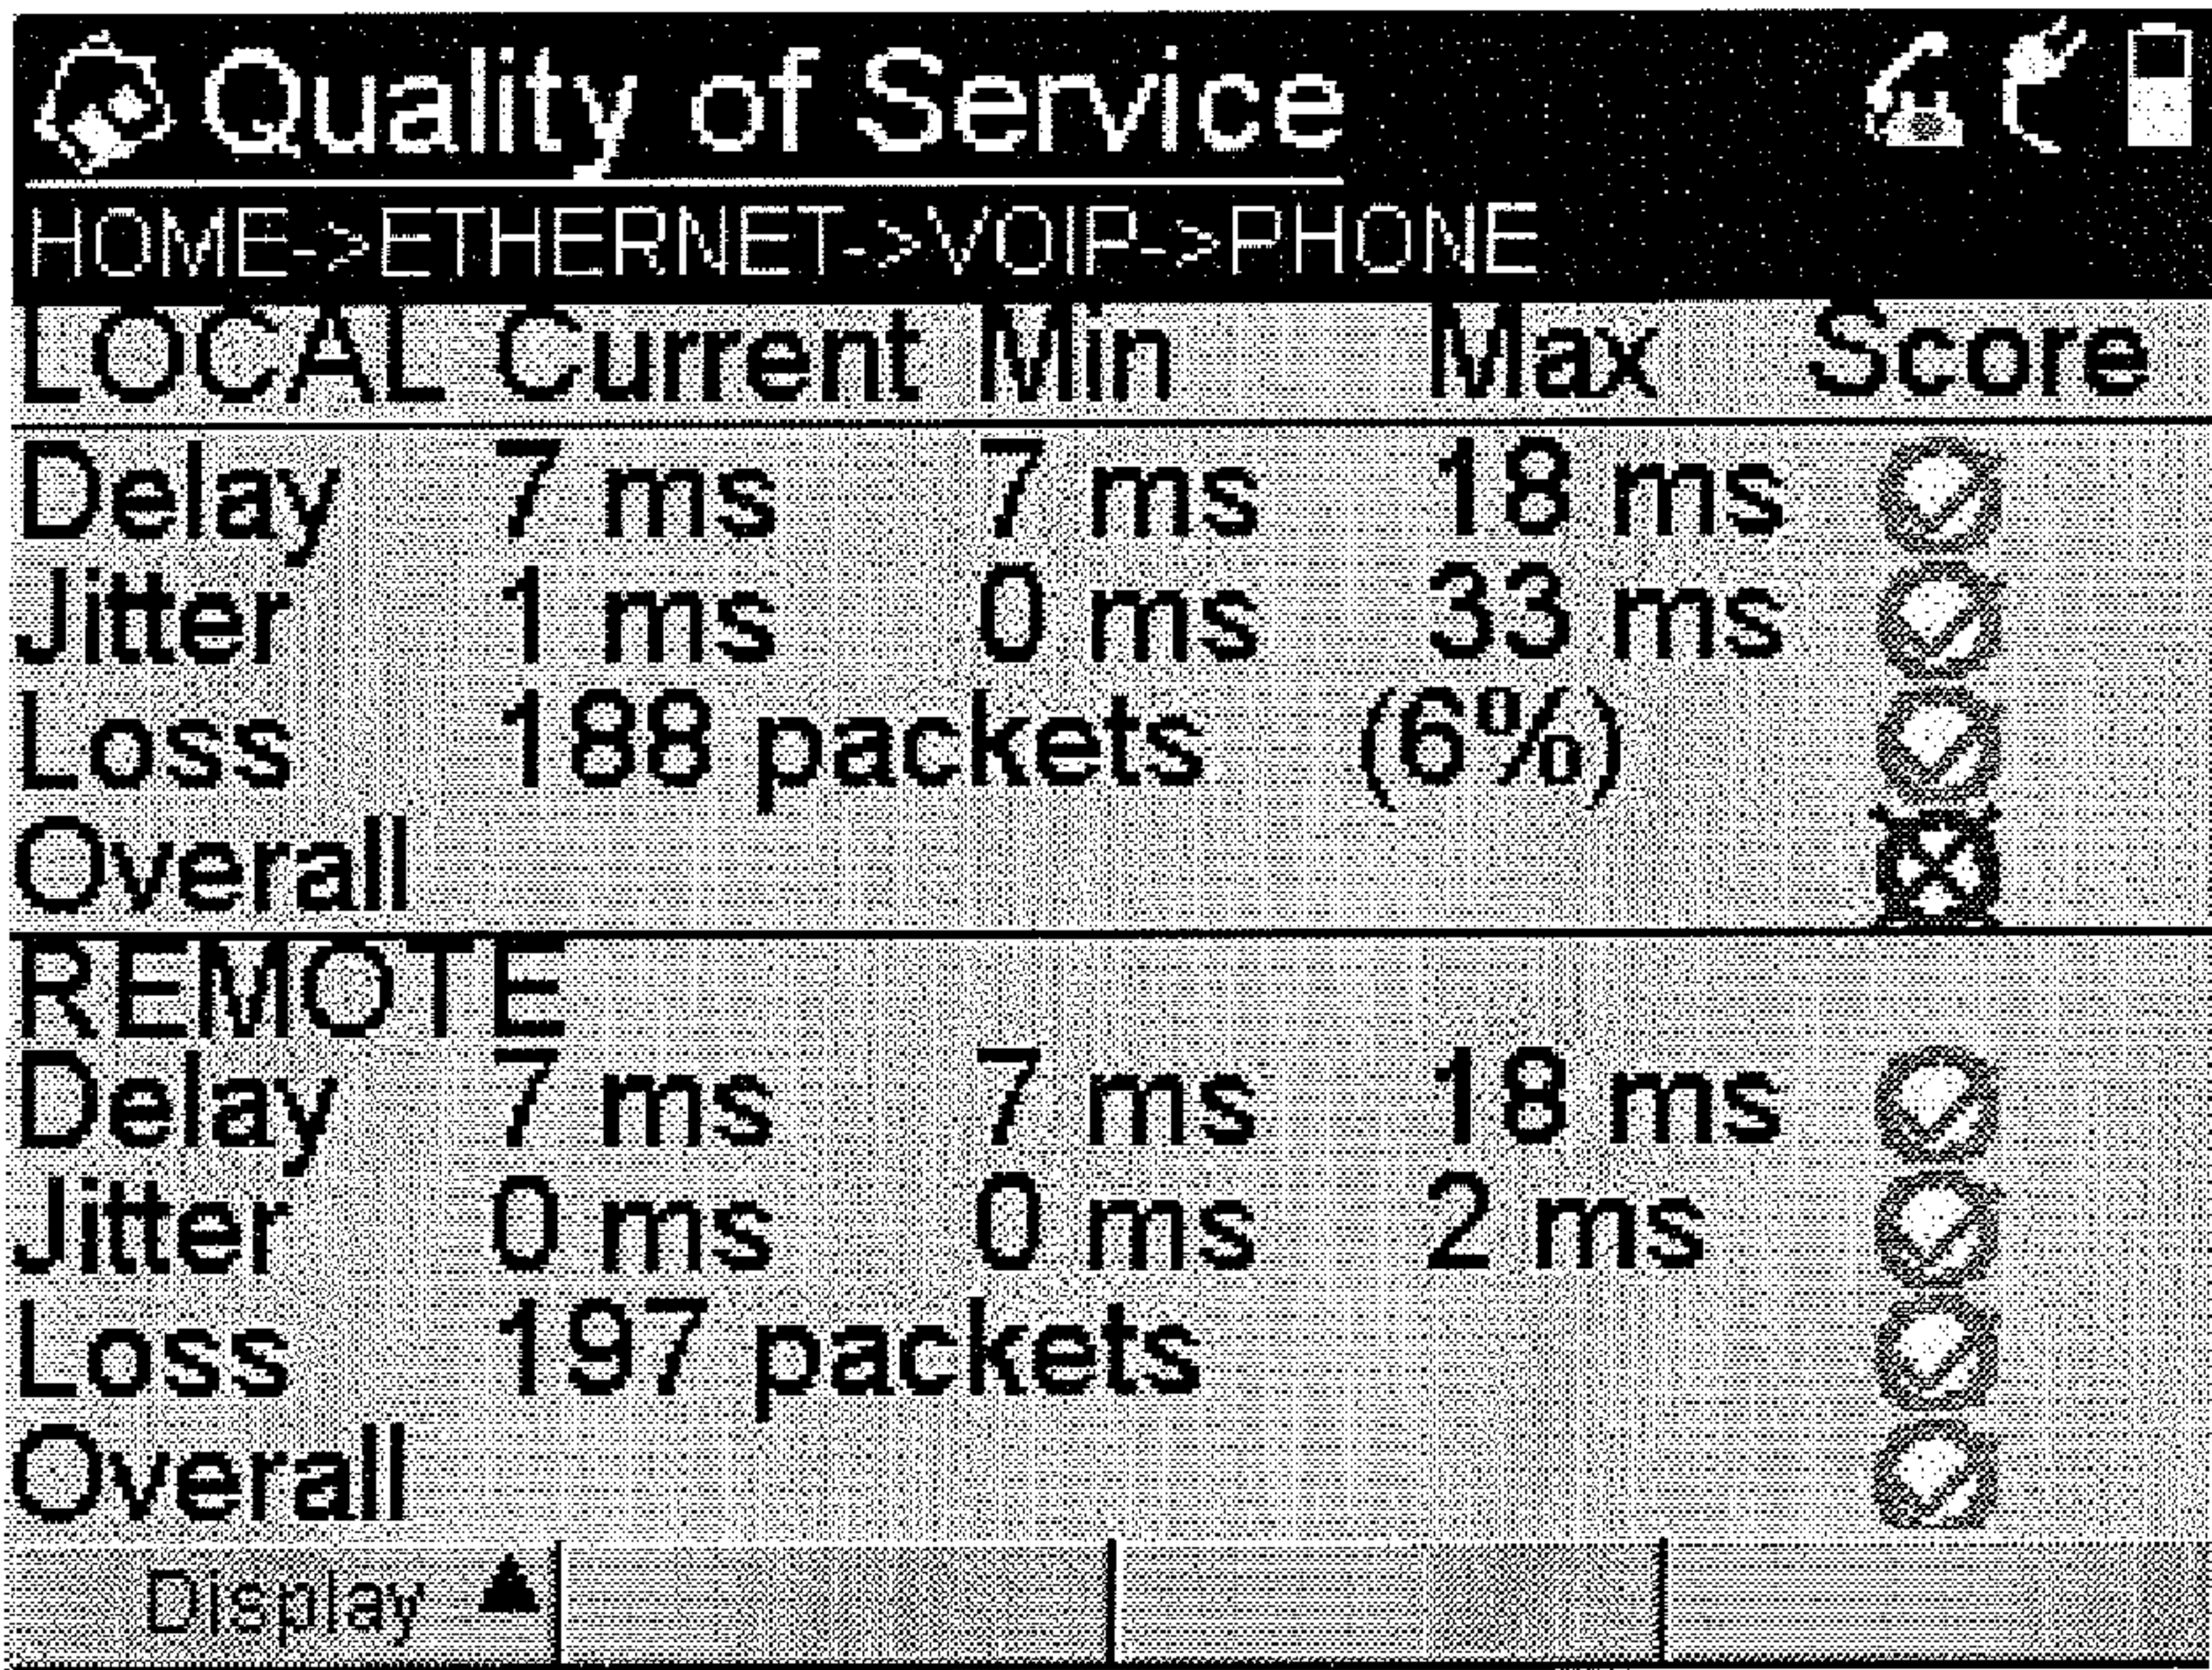 Quality of Service
HOME->ETHERNET->VOIP->PHONE
LOCAL Current Min Max Score
Delay 7 ms 7 ms 18 ms
Jitter 1 ms 0 ms 33 ms
Loss 188 packets (6%)
Overall
REMOTE
Delay 7 ms 7 ms 18 ms
Jitter 0 ms 0 ms 2 ms
Loss 197 packets
Overall
Display